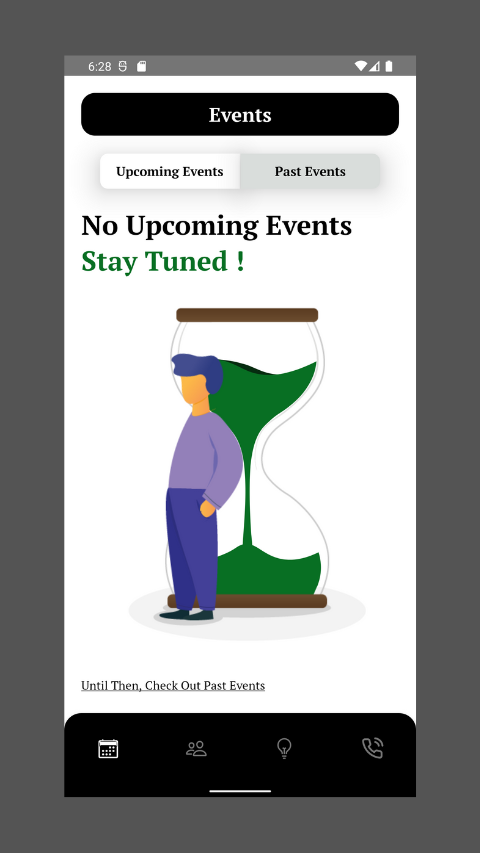 6:28
Events
Upcoming Events
Past Events
No Upcoming Events
Stay Tuned !
Until Then, Check Out Past Events